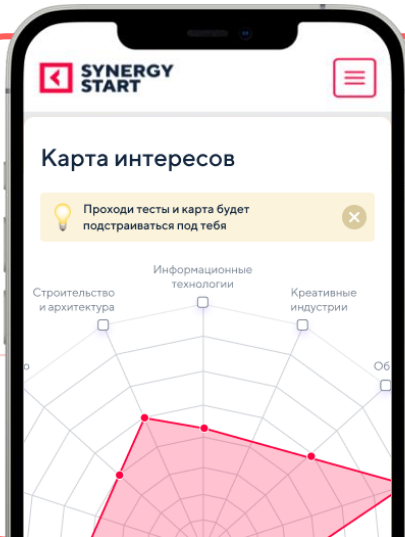 SYNERGY
START
Карта интересов
Проходи тесты и карта будет
подстраиваться под тебя
Информационные
технологии
Строительство
и архитектура
Креативные
индустрии